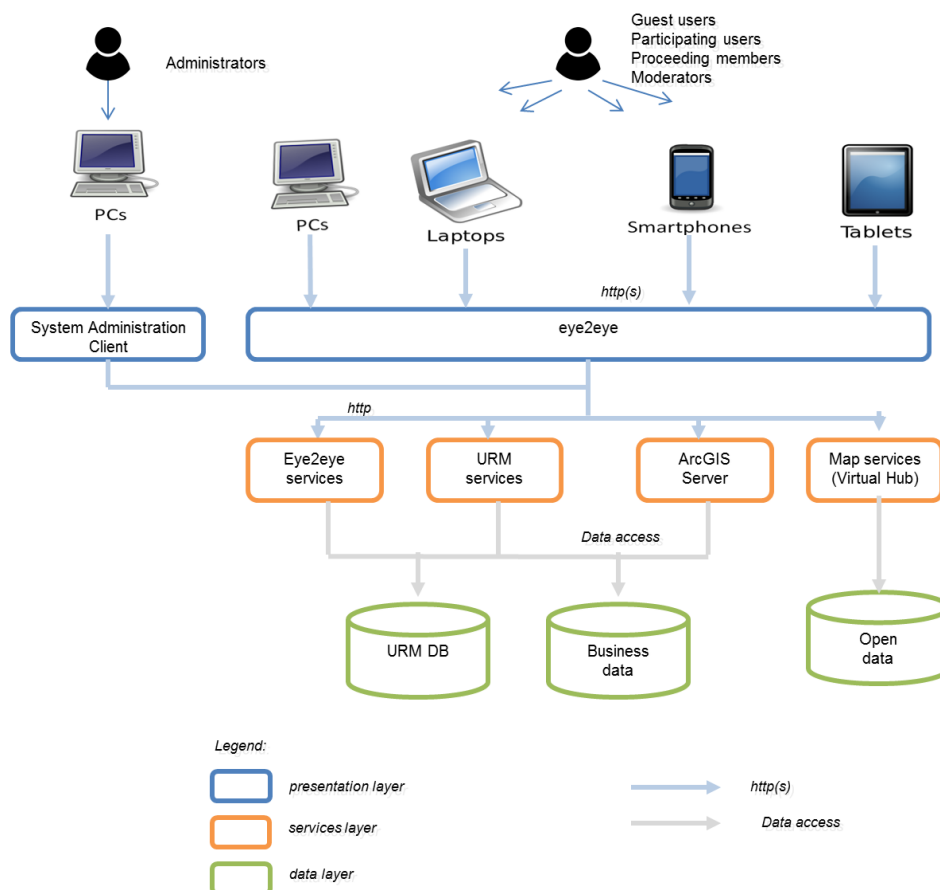 Administrators
Guest users
Participating users
Proceeding members
Moderators
PCs
PCs
Laptops
Smartphones
Tablets
http(s)
System Administration
Client
eye2eye
http
Eye2eye
services
URM
services
ArcGIS
Server
Map services
(Virtual Hub)
Data access
URM DB
Business
data
Open
data
Legend:
presentation layer
http(s)
services layer
Data access
data layer